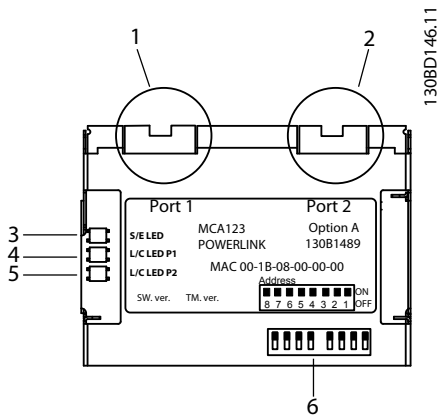 130BD146.11
1 2
Port 1 Port 2
3 S/E LED MCA123 Option A
4 L/C LED P1 POWERLINK 130B1489
5 L/C LED P2 MAC 00-1B-08-00-00-00
Address
SW. ver. TM. ver. ON
8 7 6 5 4 3 2 1 OFF
6